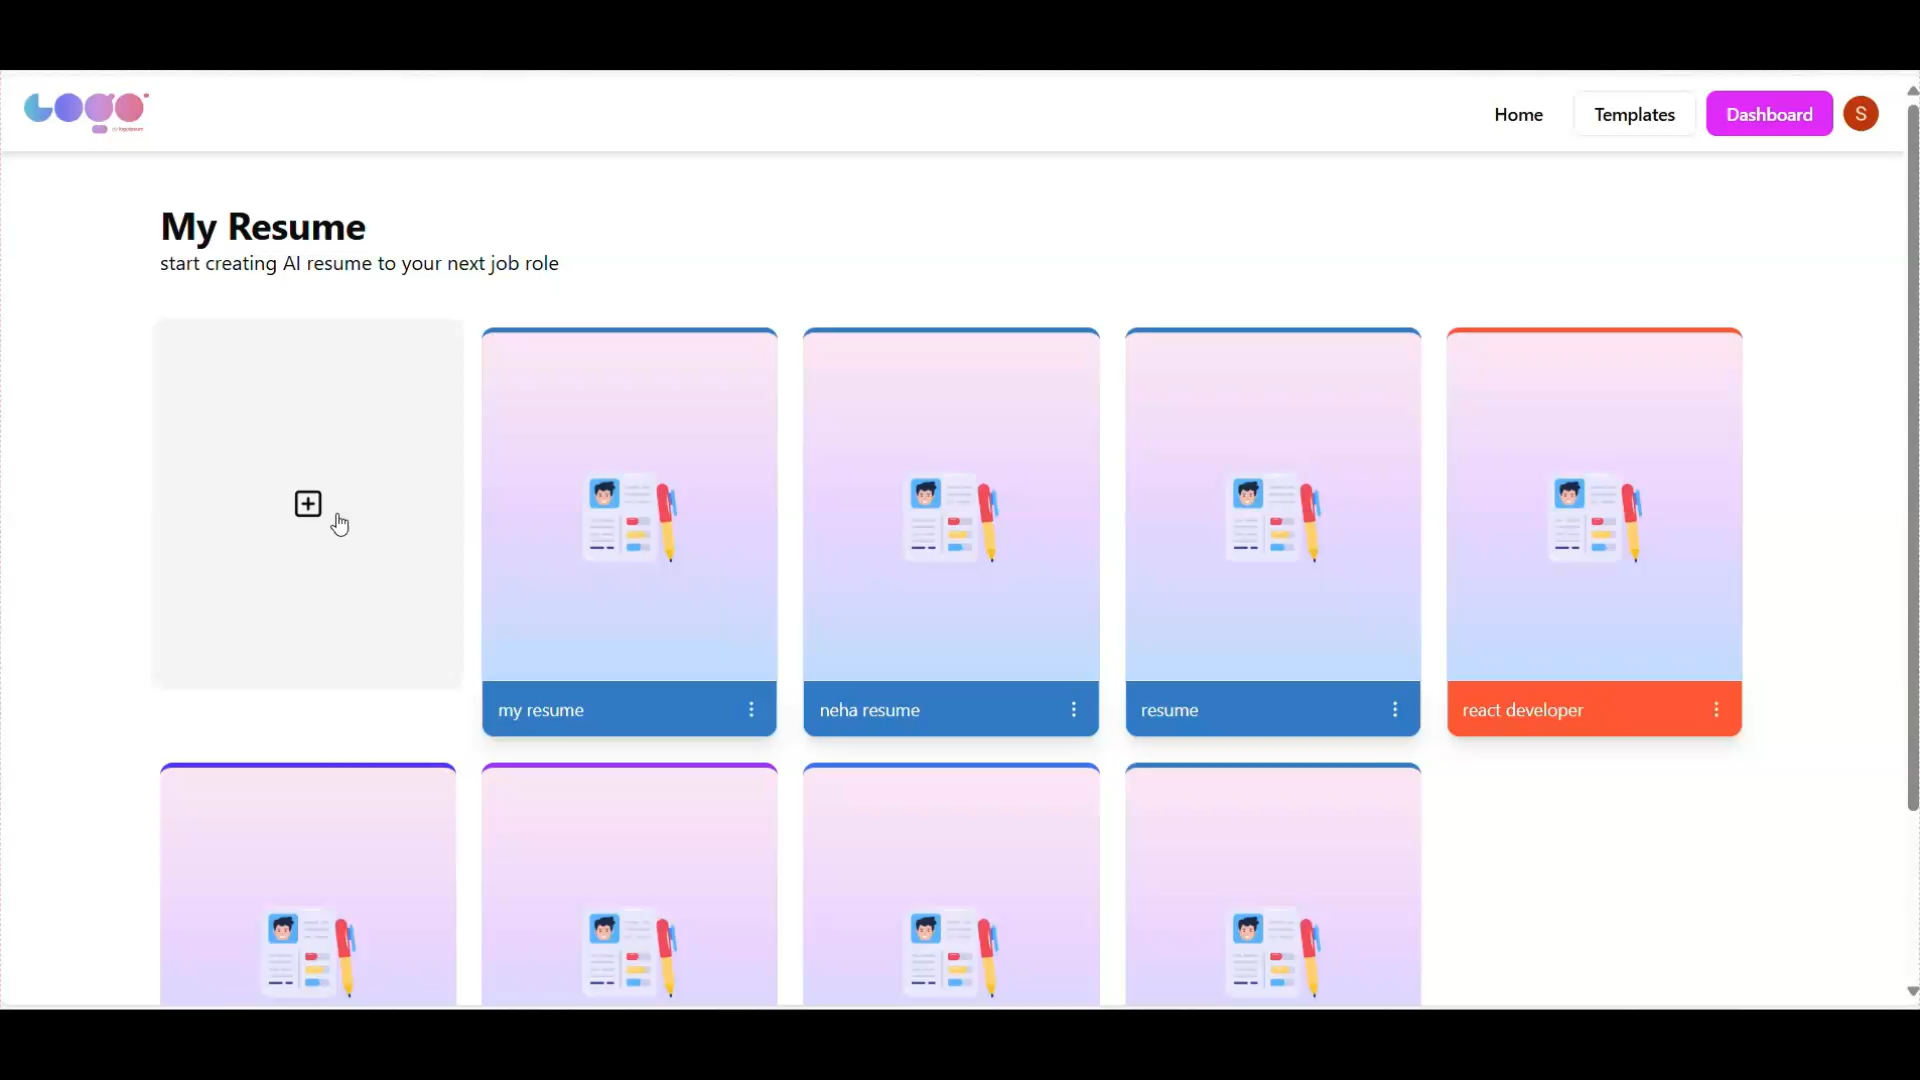 Logo
Home
Templates
Dashboard
S
My Resume
start creating AI resume to your next job role
my resume
neha resume
resume
react developer